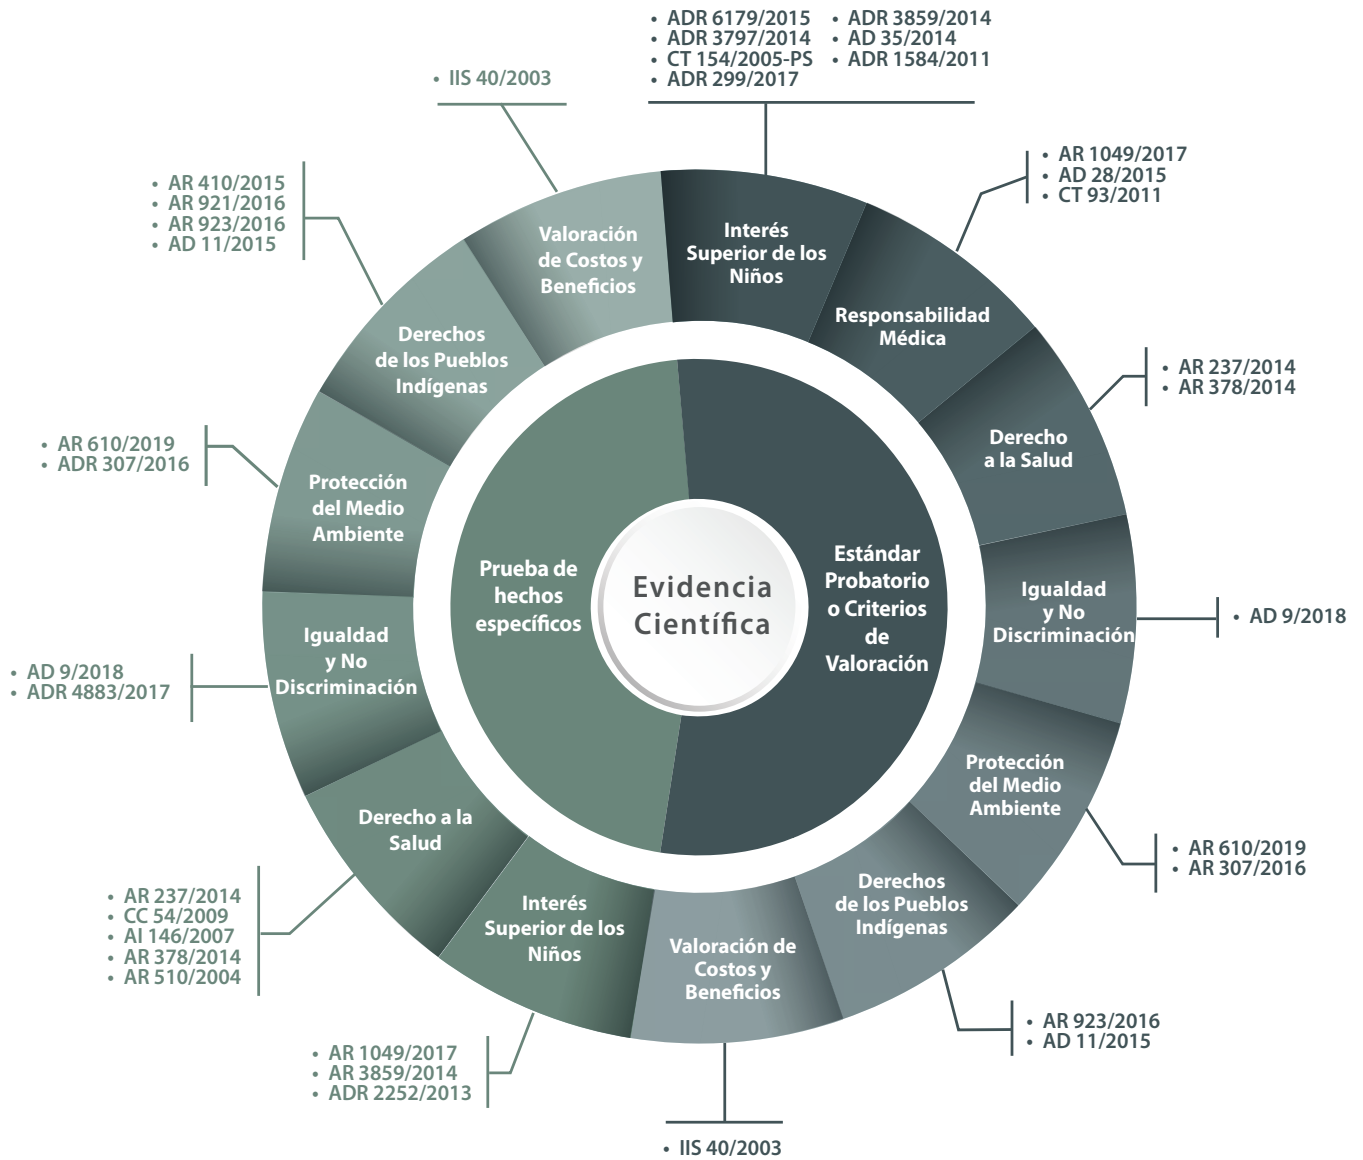 • ADR 6179/2015
• ADR 3797/2014
• CT 154/2005-PS
• ADR 299/2017
• ADR 3859/2014
• AD 35/2014
• ADR 1584/2011
Interés
Superior de los
Niños
• AR 1049/2017
• AD 28/2015
• CT 93/2011
Responsabilidad
Médica
• AR 237/2014
• AR 378/2014
Derecho
a la Salud
• AD 9/2018
Igualdad
y No
Discriminación
• AR 610/2019
• AR 307/2016
Protección
del Medio
Ambiente
• AR 923/2016
• AD 11/2015
Derechos
de los Pueblos
Indígenas
• IIS 40/2003
Valoración de
Costos y
Beneficios
• AR 1049/2017
• AR 3859/2014
• ADR 2252/2013
Interés
Superior de los
Niños
• AR 237/2014
• CC 54/2009
• AI 146/2007
• AR 378/2014
• AR 510/2004
Derecho a la
Salud
• AD 9/2018
• ADR 4883/2017
Igualdad
y No
Discriminación
• AR 610/2019
• ADR 307/2016
Protección
del Medio
Ambiente
• AR 410/2015
• AR 921/2016
• AR 923/2016
• AD 11/2015
Derechos
de los Pueblos
Indígenas
• IIS 40/2003
Valoración
de Costos y
Beneficios
Prueba de
hechos
específicos
Evidencia
Científica
Estándar
Probatorio
o Criterios
de
Valoración